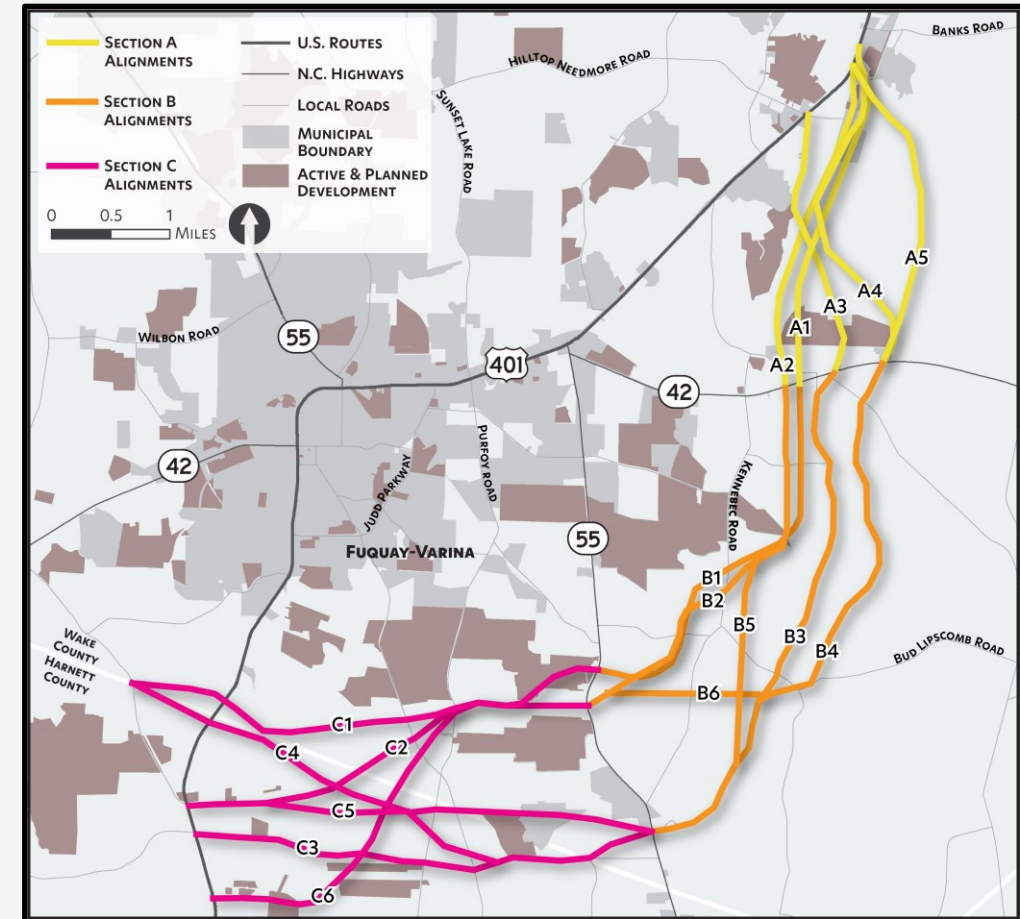 Section A
Alignments
Section B
Alignments
Section C
Alignments
0 0.5 1
Miles
U.S. Routes
N.C. Highways
Local Roads
Municipal
Boundary
Active & Planned
Development
Banks Road
Hilltop Needmore Road
Sunset Lake Road
A5
A4
A3
A1
A2
Wilbon Road
55
401
42
42
Purfoy Road
Judd Parkway
Kennebec Road
55
Fuquay-Varina
B1
B2
B5
B3
B4
Bud Lipscomb Road
B6
Wake
County
Harnett
County
C1
C2
C4
C5
C3
C6